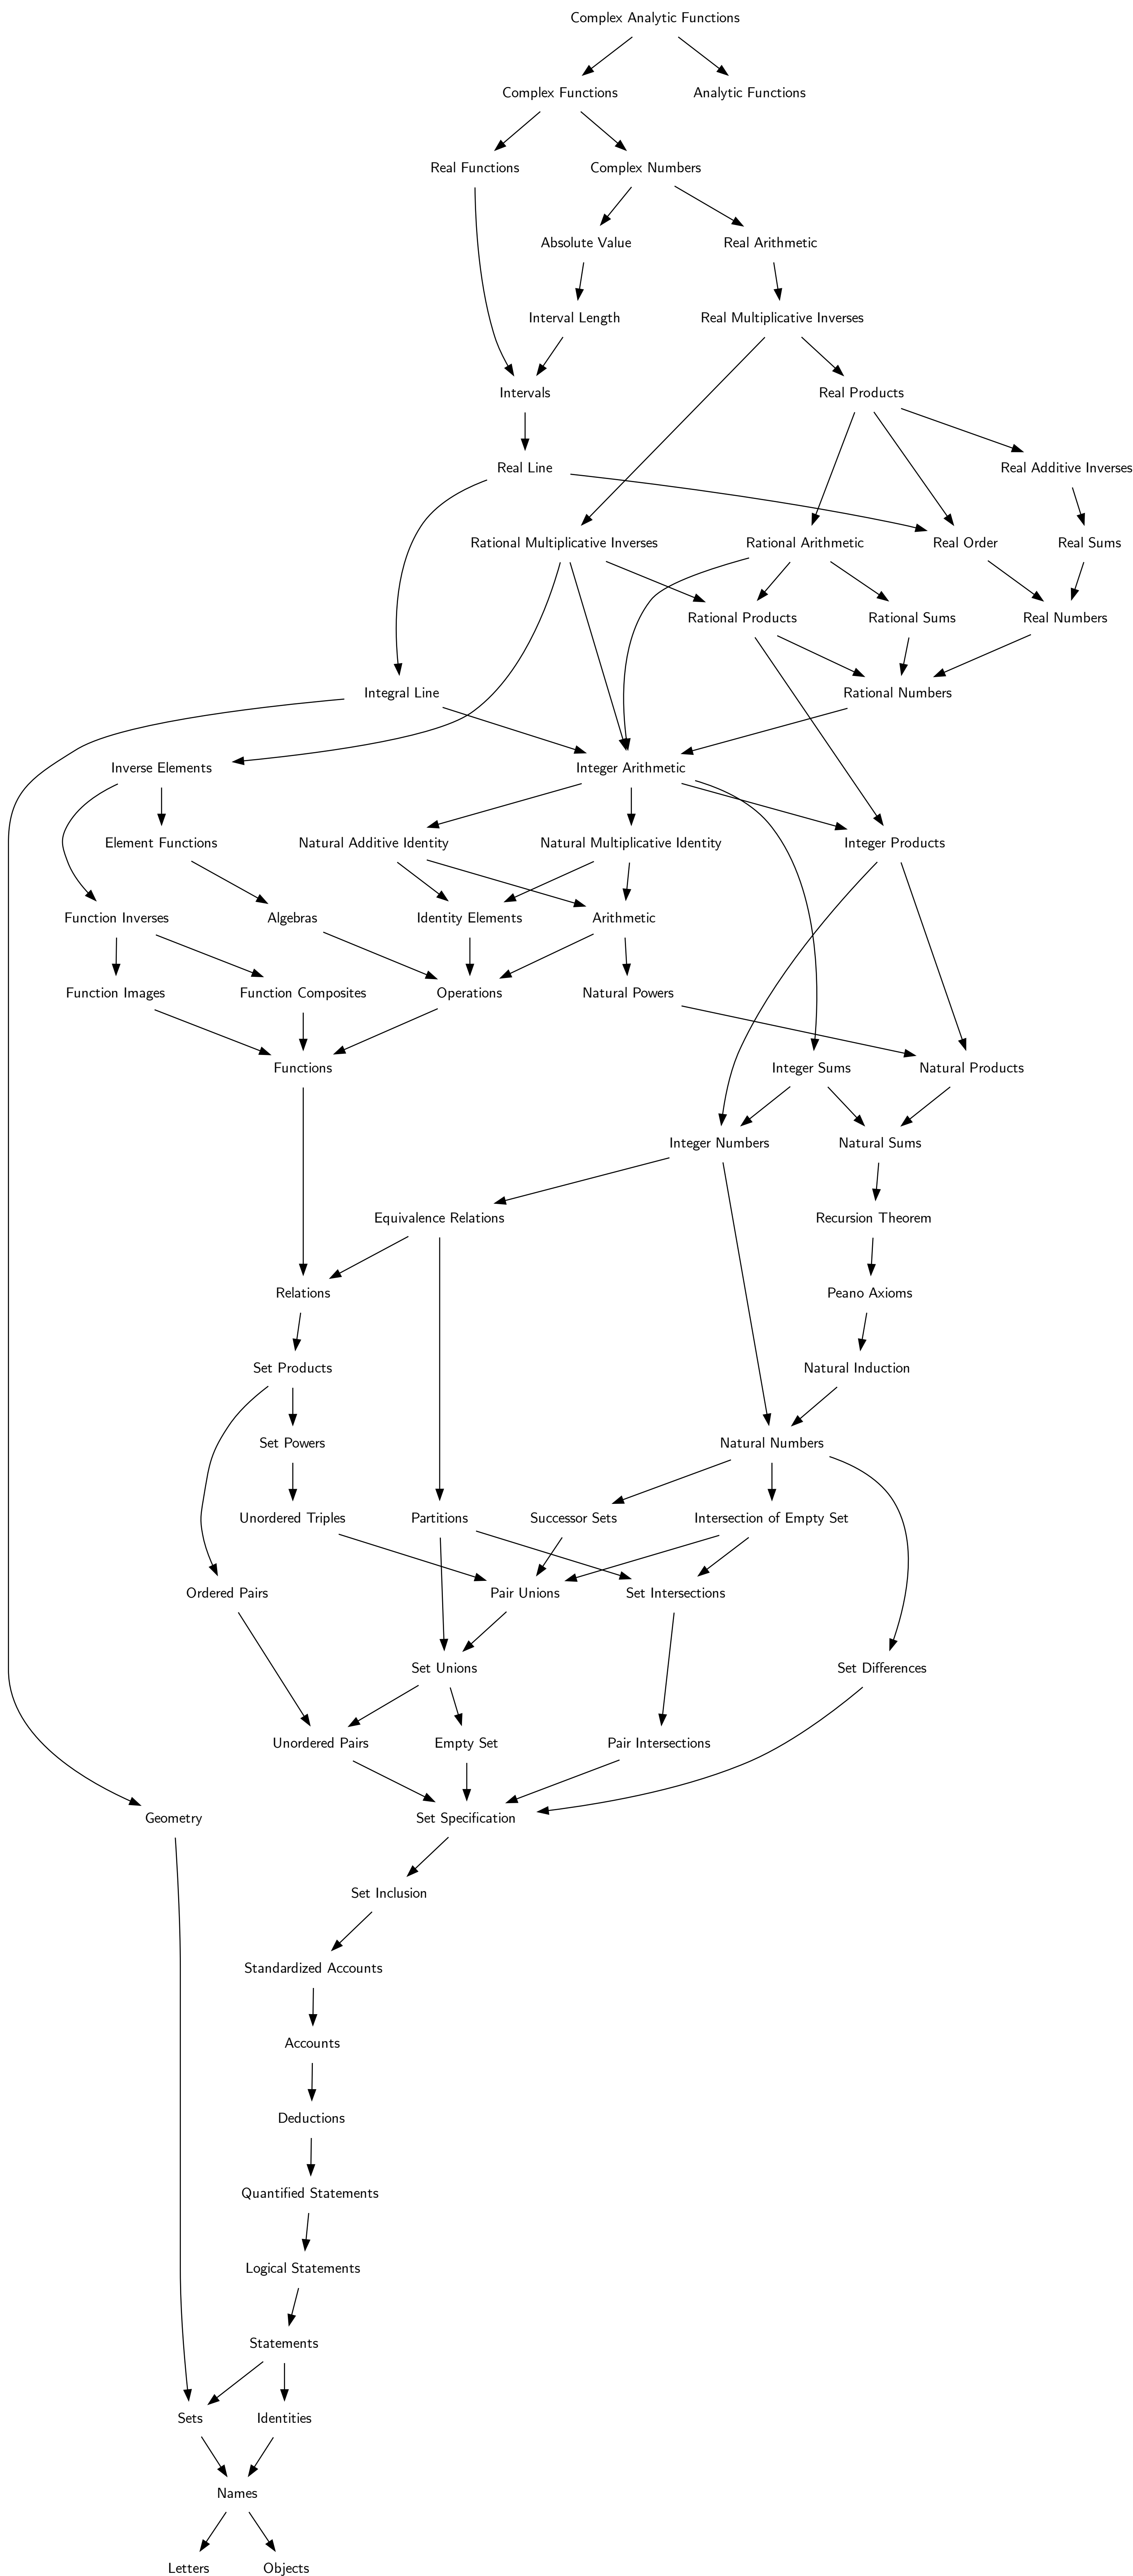 Complex Analytic Functions
Complex Functions
Analytic Functions
Real Functions
Complex Numbers
Absolute Value
Real Arithmetic
Interval Length
Real Multiplicative Inverses
Intervals
Real Products
Real Line
Real Additive Inverses
Rational Multiplicative Inverses
Rational Arithmetic
Real Order
Real Sums
Rational Products
Rational Sums
Real Numbers
Integral Line
Rational Numbers
Inverse Elements
Integer Arithmetic
Element Functions
Natural Additive Identity
Natural Multiplicative Identity
Integer Products
Function Inverses
Algebras
Identity Elements
Arithmetic
Function Images
Function Composites
Operations
Natural Powers
Functions
Integer Sums
Natural Products
Integer Numbers
Natural Sums
Equivalence Relations
Recursion Theorem
Relations
Peano Axioms
Set Products
Natural Induction
Set Powers
Natural Numbers
Unordered Triples
Partitions
Successor Sets
Intersection of Empty Set
Ordered Pairs
Pair Unions
Set Intersections
Set Unions
Set Differences
Unordered Pairs
Empty Set
Pair Intersections
Geometry
Set Specification
Set Inclusion
Standardized Accounts
Accounts
Deductions
Quantified Statements
Logical Statements
Statements
Sets
Identities
Names
Letters
Objects